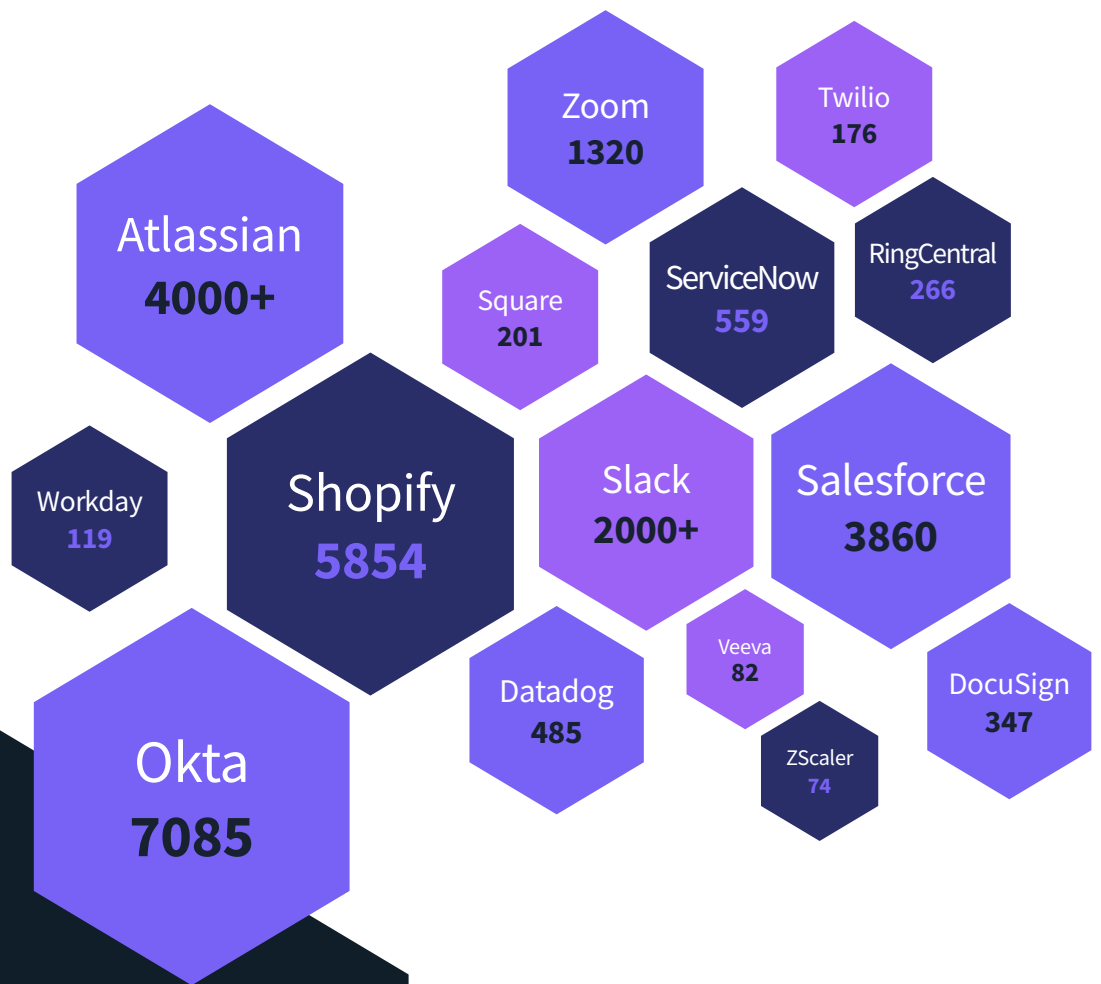 Zoom
1320
Twilio
176
Atlassian
4000+
Square
201
ServiceNow
559
RingCentral
266
Workday
119
Shopify
5854
Slack
2000+
Salesforce
3860
Okta
7085
Datadog
485
Veeva
82
DocuSign
347
ZScaler
74